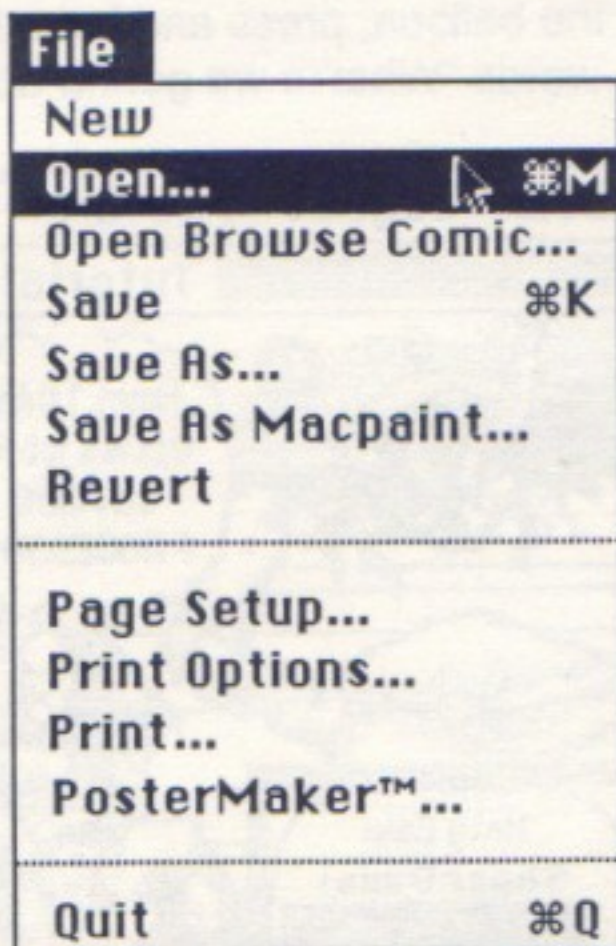 File
New
Open... ⌘M
Open Browse Comic...
Save ⌘K
Save As...
Save As Macpaint...
Revert
Page Setup...
Print Options...
Print...
PosterMaker™...
Quit ⌘Q